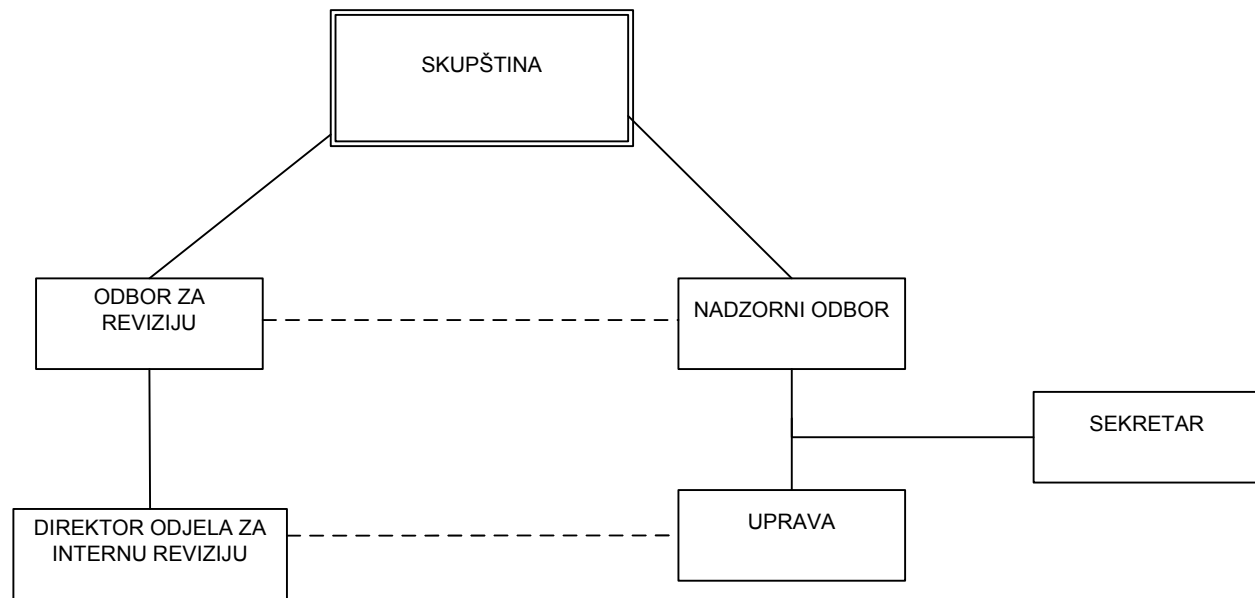 SKUPŠTINA
ODBOR ZA
REVIZIJU
NADZORNI ODBOR
SEKRETAR
DIREKTOR ODJELA ZA
INTERNU REVIZIJU
UPRAVA